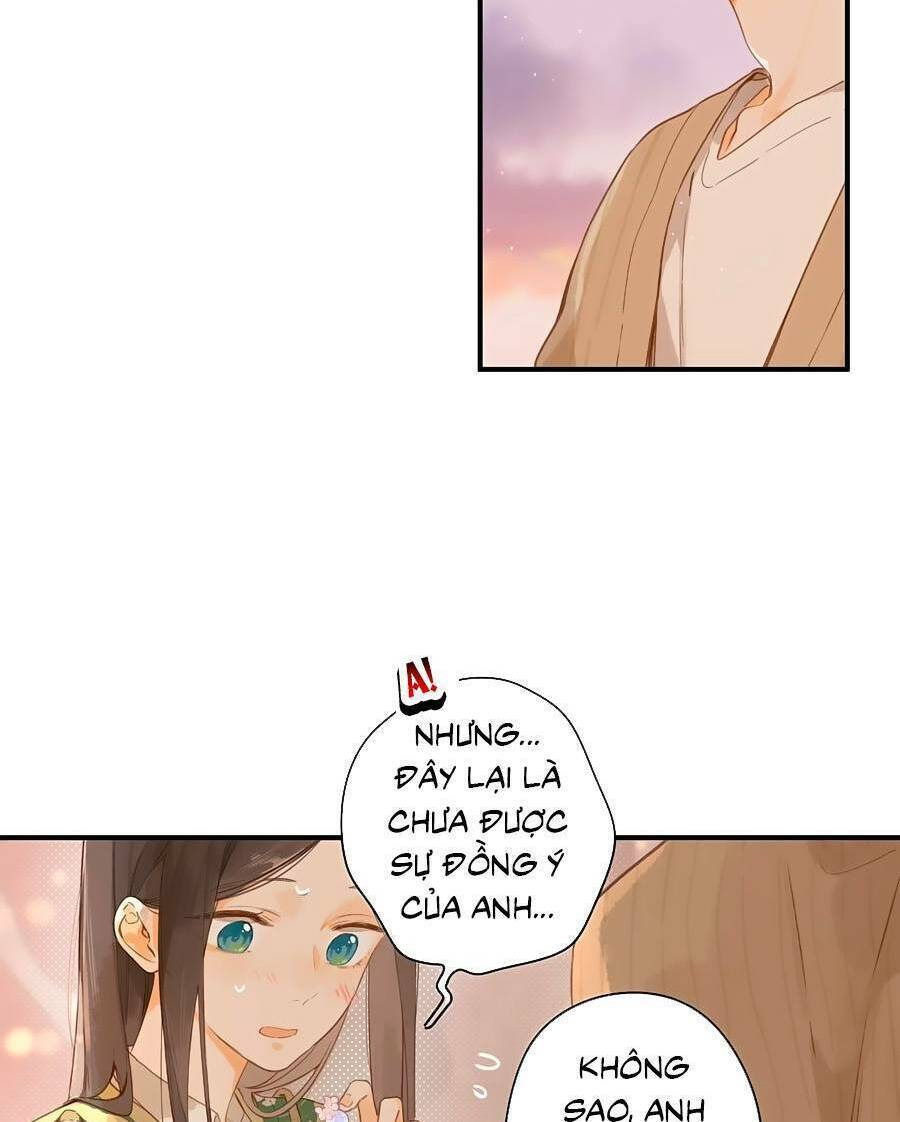 A!
NHƯNG...
ĐÂY LẠI LÀ
CHƯA ĐƯỢC
SỰ ĐỒNG Ý
CỦA ANH...
KHÔNG
SAO, ANH